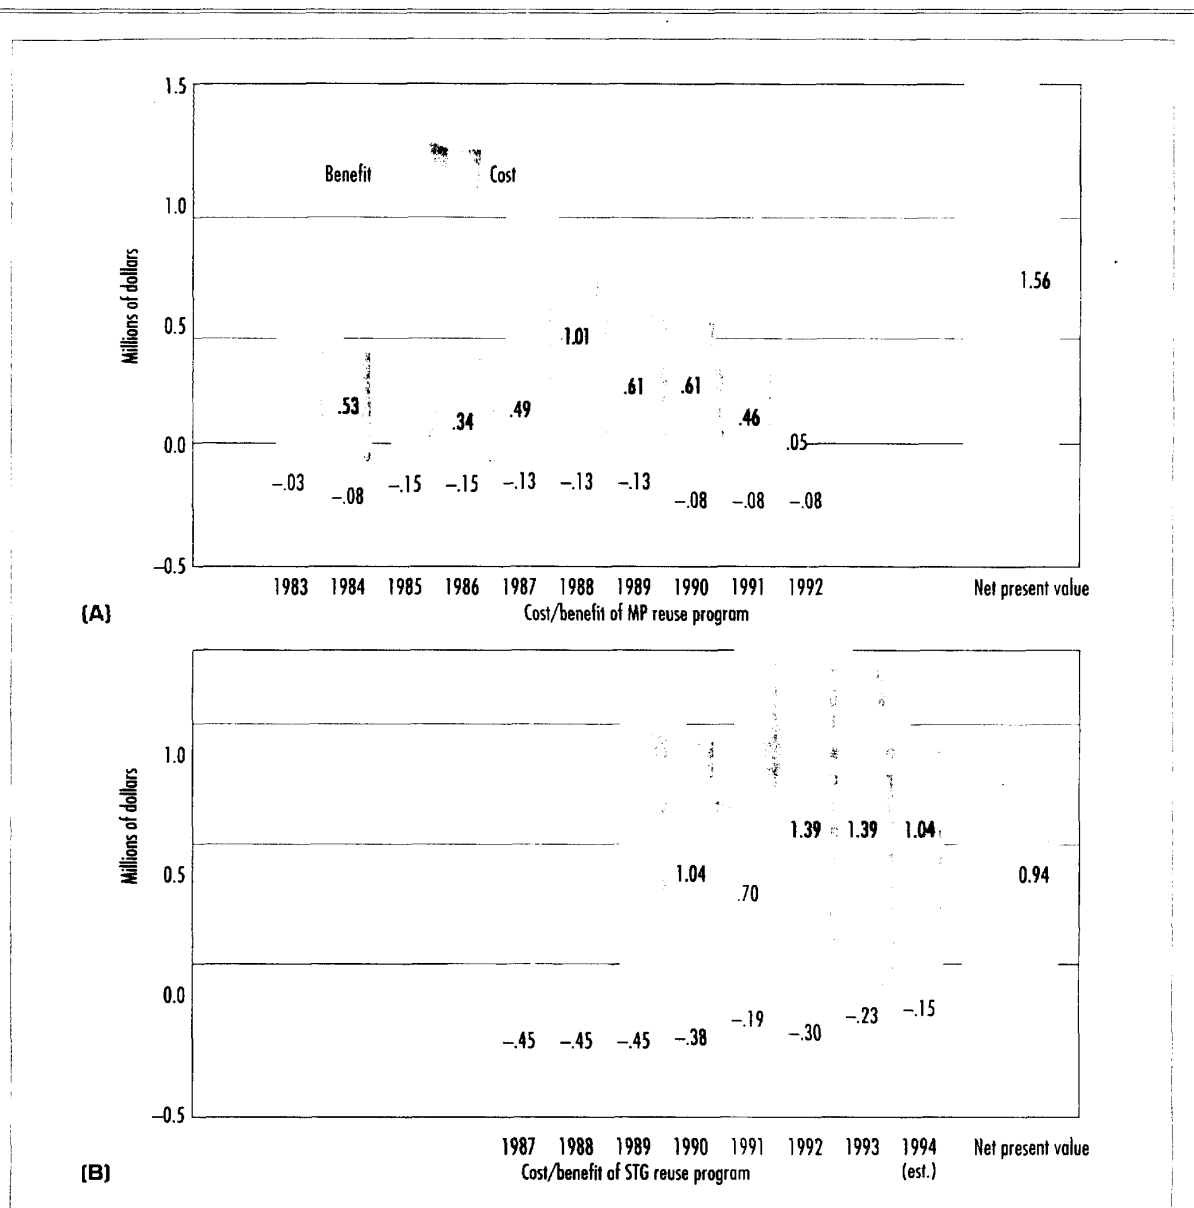 1.5
Benefit Cost
1.0
1.56
0.5
1.01
.61 .61
.53 .34 .49 .46
0.0
.05
–.03 –.08 –.15 –.15 –.13 –.13 –.13 –.08 –.08 –.08
–0.5
Millions of dollars
1983 1984 1985 1986 1987 1988 1989 1990 1991 1992 Net present value
(A) Cost/benefit of MP reuse program
1.0
1.39 1.39 1.04
0.5
1.04 .70 0.94
0.0
–.45 –.45 –.45 –.38 –.19 –.30 –.23 –.15
–0.5
Millions of dollars
1987 1988 1989 1990 1991 1992 1993 1994 Net present value
(est.)
(B) Cost/benefit of STG reuse program